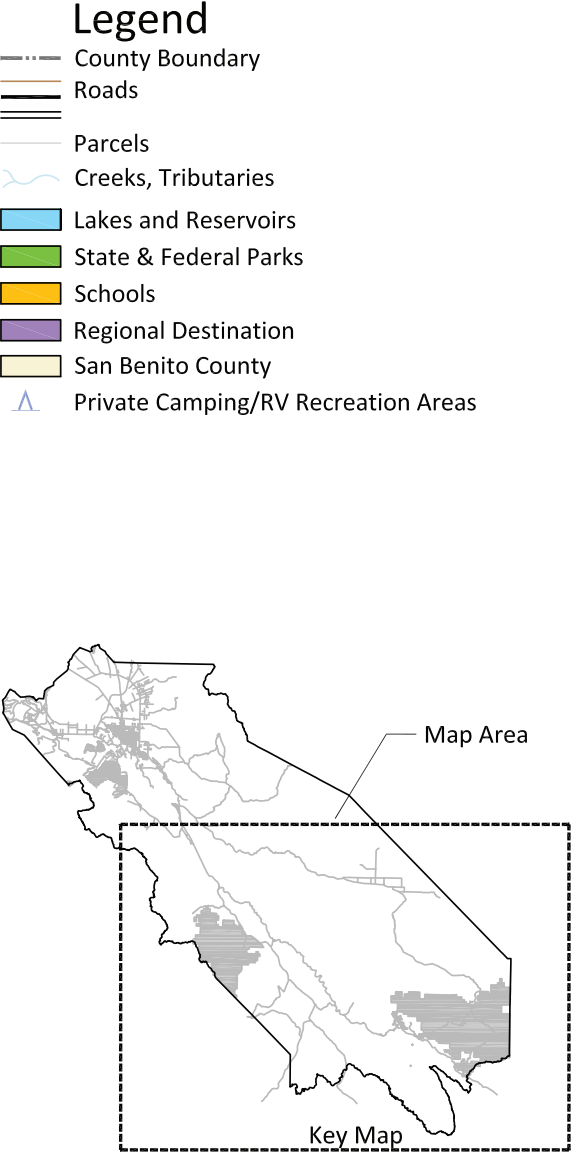 Legend
County Boundary
Roads
Parcels
Creeks, Tributaries
Lakes and Reservoirs
State & Federal Parks
Schools
Regional Destination
San Benito County
Private Camping/RV Recreation Areas
Map Area
Key Map